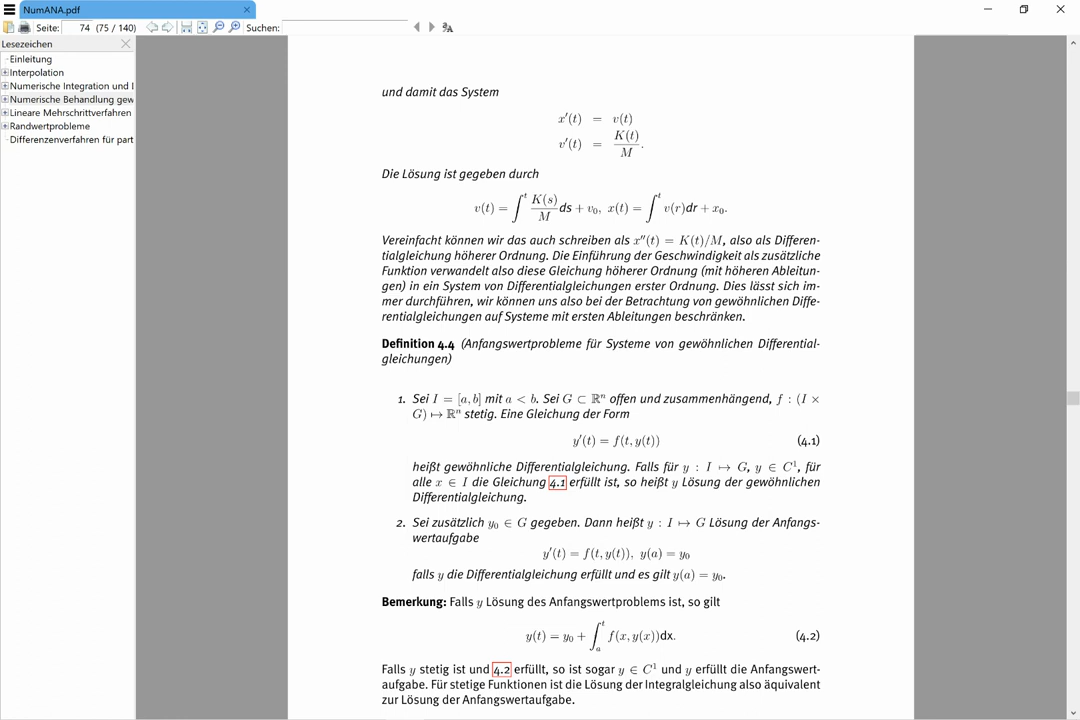 NumANA.pdf
Seite: 74 (75 / 140) Suchen:
Lesezeichen
Einleitung
Interpolation
Numerische Integration und I
Numerische Behandlung gew
Lineare Mehrschrittverfahren
Randwertprobleme
Differenzenverfahren für part
und damit das System
x′(t) = v(t)
v′(t) = K(t)/M.
Die Lösung ist gegeben durch
v(t) = ∫^t K(s)/M ds + v₀, x(t) = ∫^t v(r)dr + x₀.
Vereinfacht können wir das auch schreiben als x″(t) = K(t)/M, also als Differen-
tialgleichung höherer Ordnung. Die Einführung der Geschwindigkeit als zusätzliche
Funktion verwandelt also diese Gleichung höherer Ordnung (mit höheren Ableitun-
gen) in ein System von Differentialgleichungen erster Ordnung. Dies lässt sich im-
mer durchführen, wir können uns also bei der Betrachtung von gewöhnlichen Diffe-
rentialgleichungen auf Systeme mit ersten Ableitungen beschränken.
Definition 4.4 (Anfangswertprobleme für Systeme von gewöhnlichen Differential-
gleichungen)
1. Sei I = [a, b] mit a < b. Sei G ⊂ ℝⁿ offen und zusammenhängend, f : (I ×
G) ↦ ℝⁿ stetig. Eine Gleichung der Form
y′(t) = f(t, y(t)) (4.1)
heißt gewöhnliche Differentialgleichung. Falls für y : I ↦ G, y ∈ C¹, für
alle x ∈ I die Gleichung 4.1 erfüllt ist, so heißt y Lösung der gewöhnlichen
Differentialgleichung.
2. Sei zusätzlich y₀ ∈ G gegeben. Dann heißt y : I ↦ G Lösung der Anfangs-
wertaufgabe
y′(t) = f(t, y(t)), y(a) = y₀
falls y die Differentialgleichung erfüllt und es gilt y(a) = y₀.
Bemerkung: Falls y Lösung des Anfangswertproblems ist, so gilt
y(t) = y₀ + ∫_a^t f(x, y(x))dx. (4.2)
Falls y stetig ist und 4.2 erfüllt, so ist sogar y ∈ C¹ und y erfüllt die Anfangswert-
aufgabe. Für stetige Funktionen ist die Lösung der Integralgleichung also äquivalent
zur Lösung der Anfangswertaufgabe.